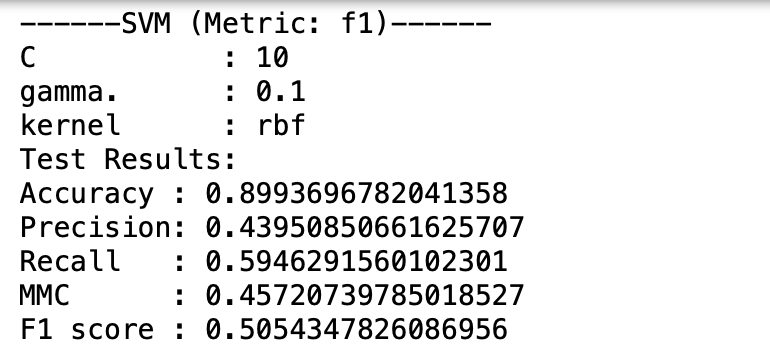 ------SVM (Metric: f1)------
C           : 10
gamma.      : 0.1
kernel      : rbf
Test Results:
Accuracy : 0.8993696782041358
Precision: 0.43950850661625707
Recall   : 0.5946291560102301
MMC      : 0.45720739785018527
F1 score : 0.5054347826086956